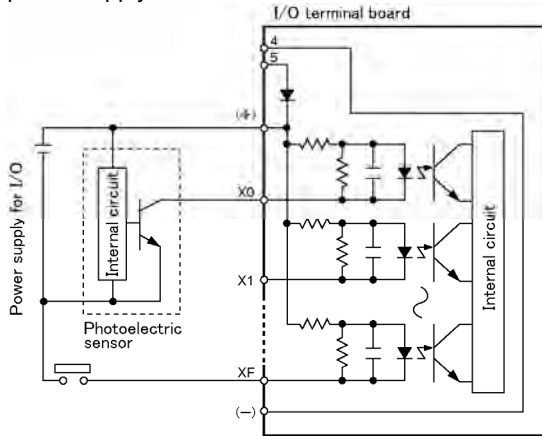 I/O terminal board
4
5
(+)
Power supply for I/O
Internal circuit
X0
X1
Internal circuit
Photoelectric
sensor
XF
(—)